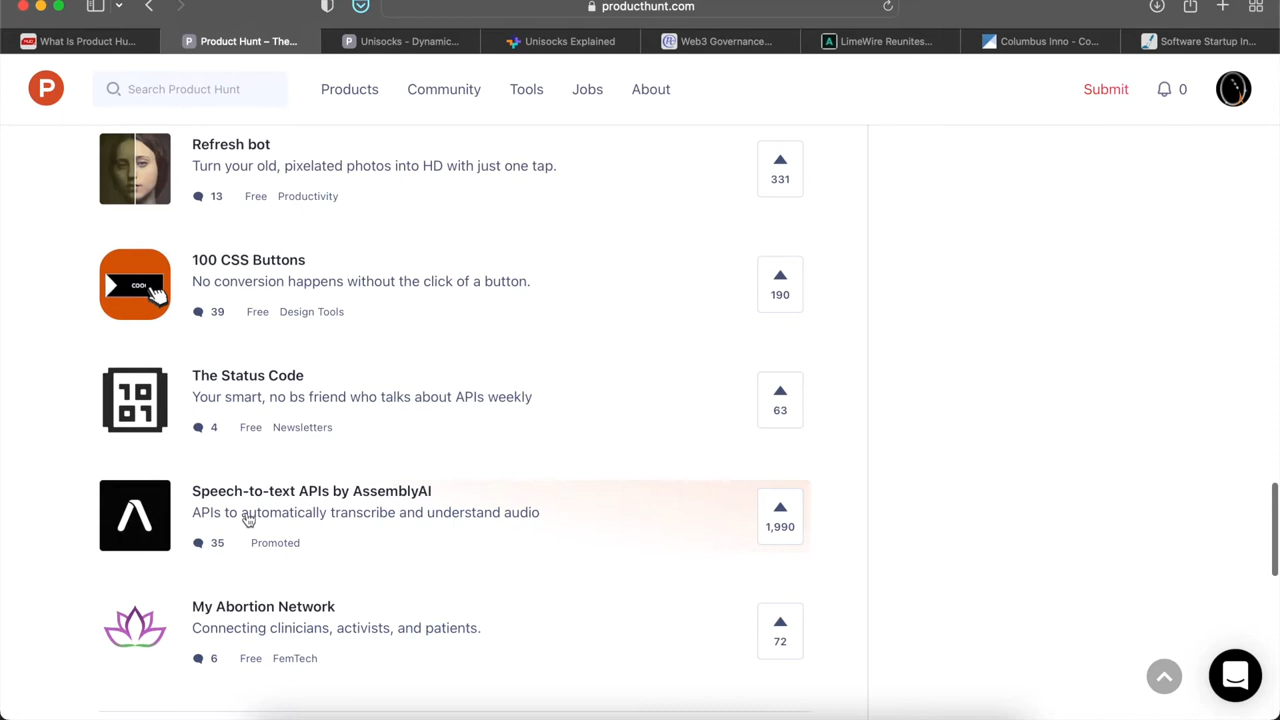 producthunt.com
What Is Product Hu...
Product Hunt – The...
Unisocks - Dynamic...
Unisocks Explained
Web3 Governance...
LimeWire Reunites...
Columbus Inno - Co...
Software Startup In...
P
Search Product Hunt
Products
Community
Tools
Jobs
About
Submit
0
Refresh bot
Turn your old, pixelated photos into HD with just one tap.
13 Free Productivity
331
100 CSS Buttons
No conversion happens without the click of a button.
39 Free Design Tools
190
The Status Code
Your smart, no bs friend who talks about APIs weekly
4 Free Newsletters
63
Speech-to-text APIs by AssemblyAI
APIs to automatically transcribe and understand audio
35 Promoted
1,990
My Abortion Network
Connecting clinicians, activists, and patients.
6 Free FemTech
72